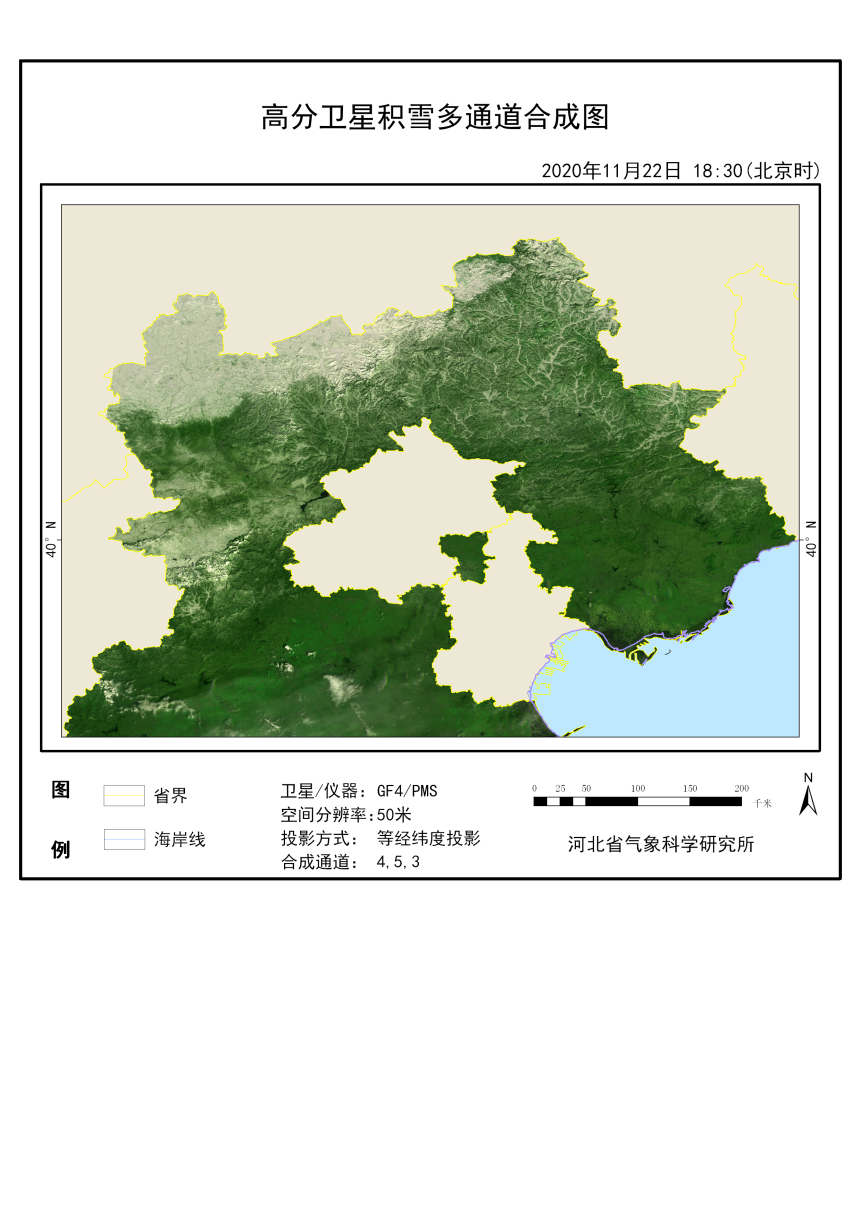 高分卫星积雪多通道合成图
2020年11月22日 18:30(北京时)
40° N
40° N
图例
省界
海岸线
卫星/仪器: GF4/PMS
空间分辨率:50米
投影方式: 等经纬度投影
合成通道: 4,5,3
0 25 50 100 150 200
千米
N
河北省气象科学研究所